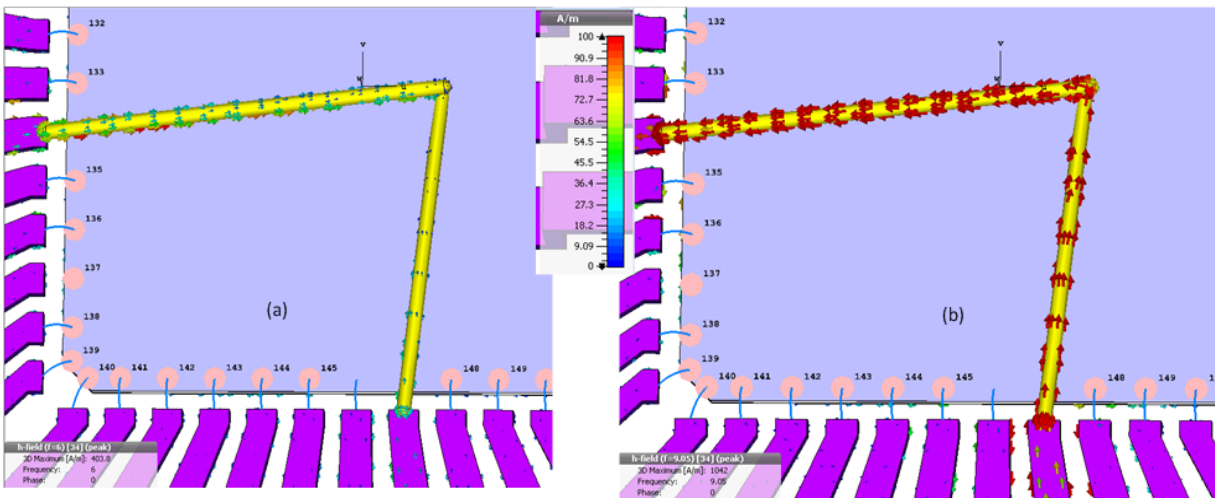 132
133
135
136
137
138
139
140 141 142 143 144 145 148 149
(a)
h-field (f=6) [34] (peak)
3D Maximum [A/m]: 403.8
Frequency: 6
Phase: 0
A/m
100
90.9
81.8
72.7
63.6
54.5
45.5
36.4
27.3
18.2
9.09
0
132
133
135
136
137
138
139
140 141 142 143 144 145 148 149
(b)
h-field (f=9.05) [34] (peak)
3D Maximum [A/m]: 1042
Frequency: 9.05
Phase: 0